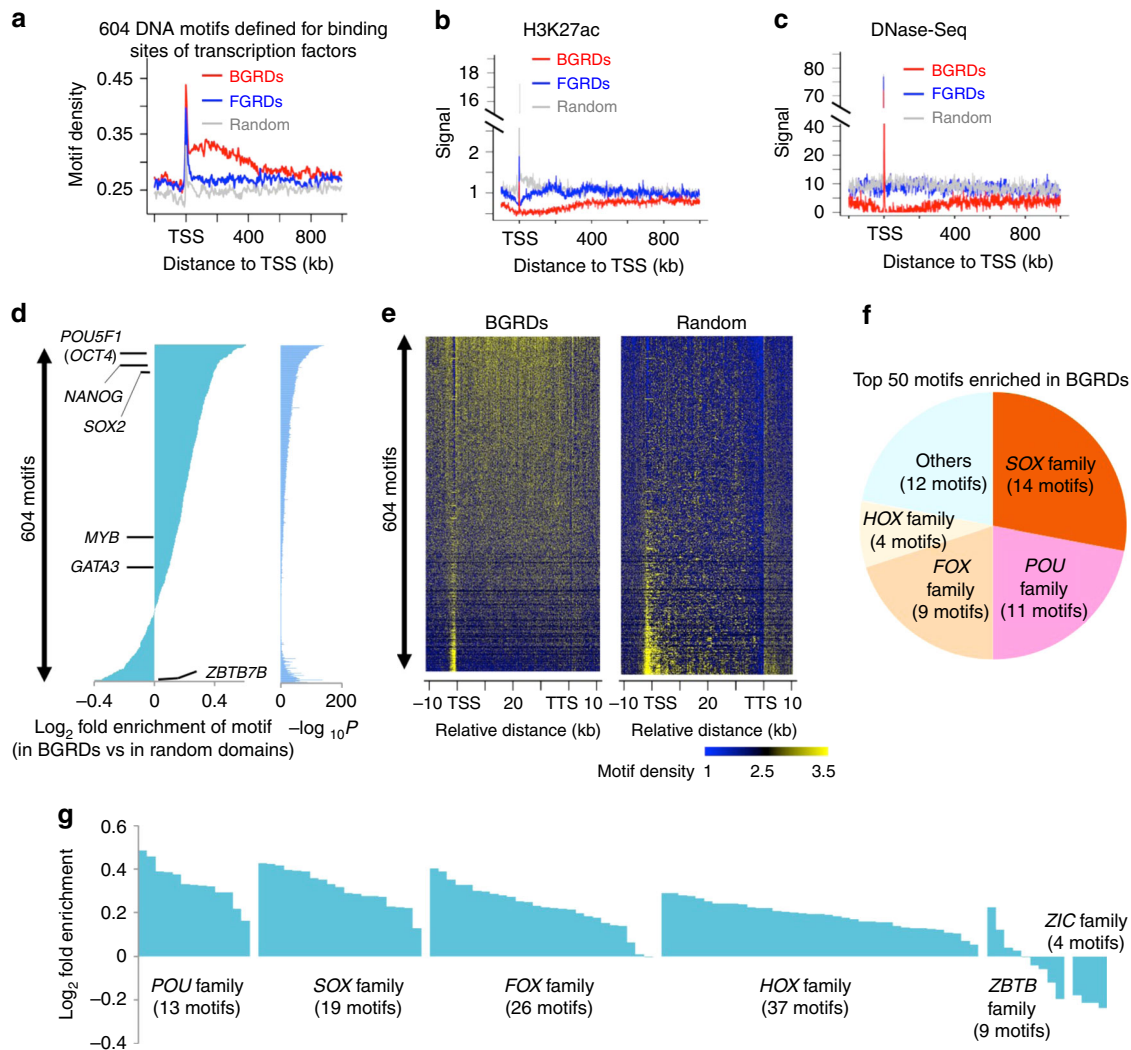 a
604 DNA motifs defined for binding
sites of transcription factors
0.45
0.35
0.25
Motif density
BGRDs
FGRDs
Random
TSS 400 800
Distance to TSS (kb)
b
H3K27ac
18
16
2
1
Signal
BGRDs
FGRDs
Random
TSS 400 800
Distance to TSS (kb)
c
DNase-Seq
80
70
40
30
20
10
0
Signal
BGRDs
FGRDs
Random
TSS 400 800
Distance to TSS (kb)
d
POU5F1
(OCT4)
NANOG
SOX2
MYB
GATA3
ZBTB7B
604 motifs
−0.4 0 0.4
0 200
Log2 fold enrichment of motif
(in BGRDs vs in random domains)
−log 10P
e
BGRDs Random
604 motifs
−10 TSS 20 TTS 10
−10 TSS 20 TTS 10
Relative distance (kb)
Relative distance (kb)
Motif density 1 2.5 3.5
f
Top 50 motifs enriched in BGRDs
Others
(12 motifs)
SOX family
(14 motifs)
HOX family
(4 motifs)
FOX
family
(9 motifs)
POU
family
(11 motifs)
g
0.6
0.4
0.2
0
−0.2
−0.4
Log2 fold enrichment
POU family
(13 motifs)
SOX family
(19 motifs)
FOX family
(26 motifs)
HOX family
(37 motifs)
ZBTB
family
(9 motifs)
ZIC family
(4 motifs)